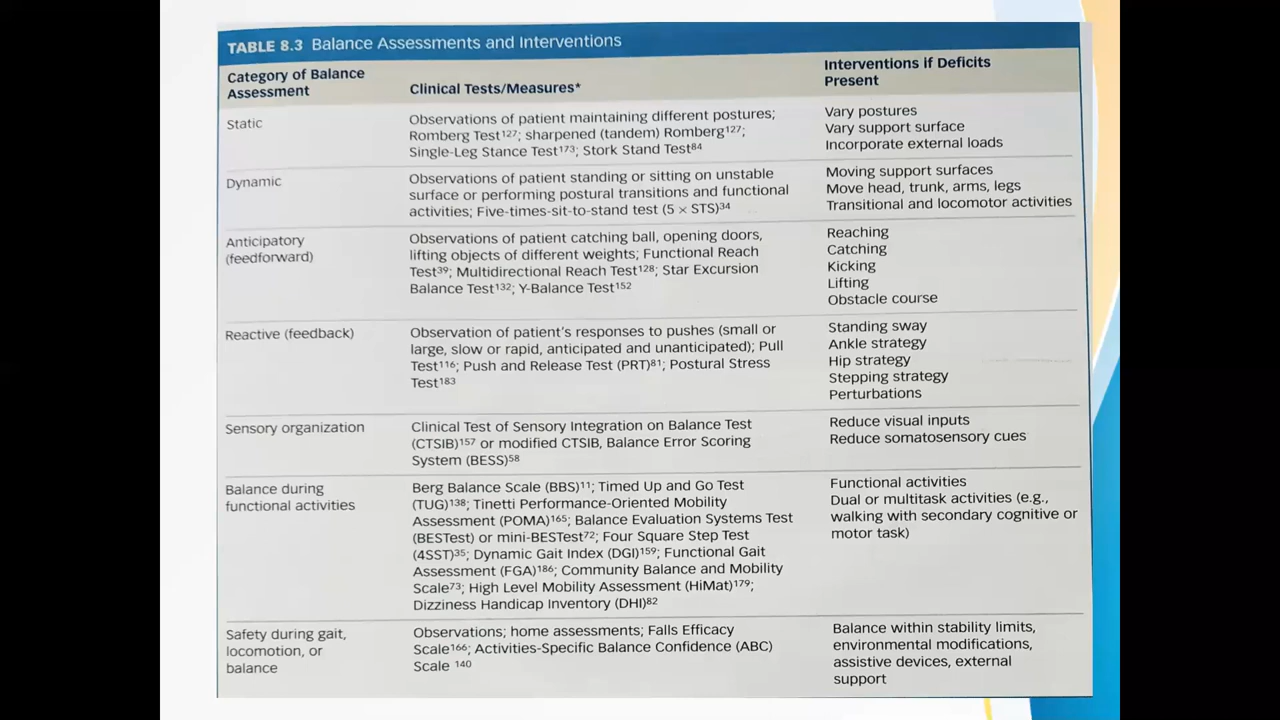 TABLE 8.3 Balance Assessments and Interventions
Category of Balance
Assessment
Clinical Tests/Measures*
Interventions if Deficits
Present
Static
Observations of patient maintaining different postures;
Romberg Test127; sharpened (tandem) Romberg127;
Single-Leg Stance Test173; Stork Stand Test84
Vary postures
Vary support surface
Incorporate external loads
Dynamic
Observations of patient standing or sitting on unstable
surface or performing postural transitions and functional
activities; Five-times-sit-to-stand test (5 × STS)34
Moving support surfaces
Move head, trunk, arms, legs
Transitional and locomotor activities
Anticipatory
(feedforward)
Observations of patient catching ball, opening doors,
lifting objects of different weights; Functional Reach
Test39; Multidirectional Reach Test128; Star Excursion
Balance Test132; Y-Balance Test152
Reaching
Catching
Kicking
Lifting
Obstacle course
Reactive (feedback)
Observation of patient's responses to pushes (small or
large, slow or rapid, anticipated and unanticipated); Pull
Test116; Push and Release Test (PRT)81; Postural Stress
Test183
Standing sway
Ankle strategy
Hip strategy
Stepping strategy
Perturbations
Sensory organization
Clinical Test of Sensory Integration on Balance Test
(CTSIB)157 or modified CTSIB, Balance Error Scoring
System (BESS)58
Reduce visual inputs
Reduce somatosensory cues
Balance during
functional activities
Berg Balance Scale (BBS)11; Timed Up and Go Test
(TUG)138; Tinetti Performance-Oriented Mobility
Assessment (POMA)165; Balance Evaluation Systems Test
(BESTest) or mini-BESTest72; Four Square Step Test
(4SST)35; Dynamic Gait Index (DGI)159; Functional Gait
Assessment (FGA)186; Community Balance and Mobility
Scale73; High Level Mobility Assessment (HiMat)179;
Dizziness Handicap Inventory (DHI)82
Functional activities
Dual or multitask activities (e.g.,
walking with secondary cognitive or
motor task)
Safety during gait,
locomotion, or
balance
Observations; home assessments; Falls Efficacy
Scale166; Activities-Specific Balance Confidence (ABC)
Scale 140
Balance within stability limits,
environmental modifications,
assistive devices, external
support